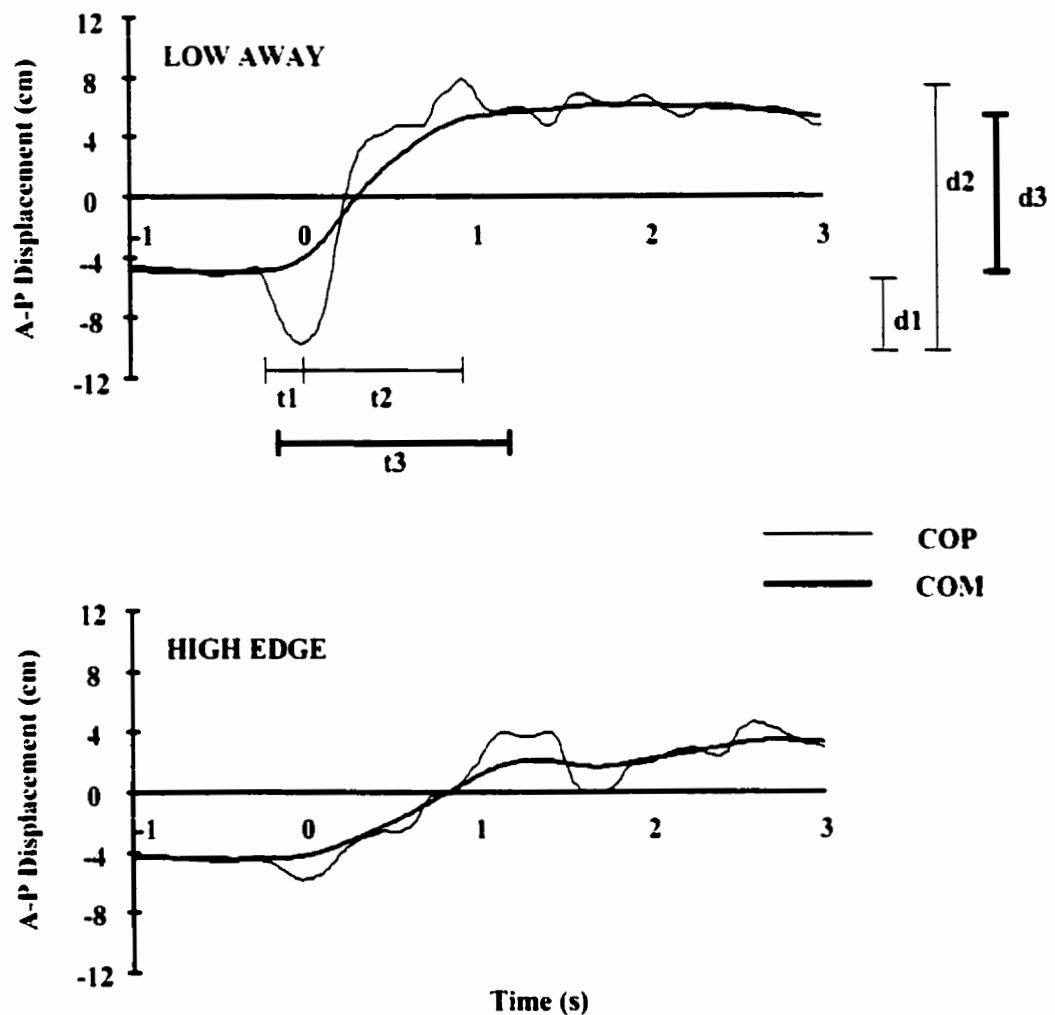 12
LOW AWAY
8
4
0
-1 0 1 2 3
-4
-8
-12
A-P Displacement (cm)
t1 t2
t3
d1
d2
d3
COP
COM
12
HIGH EDGE
8
4
0
-1 0 1 2 3
-4
-8
-12
A-P Displacement (cm)
Time (s)